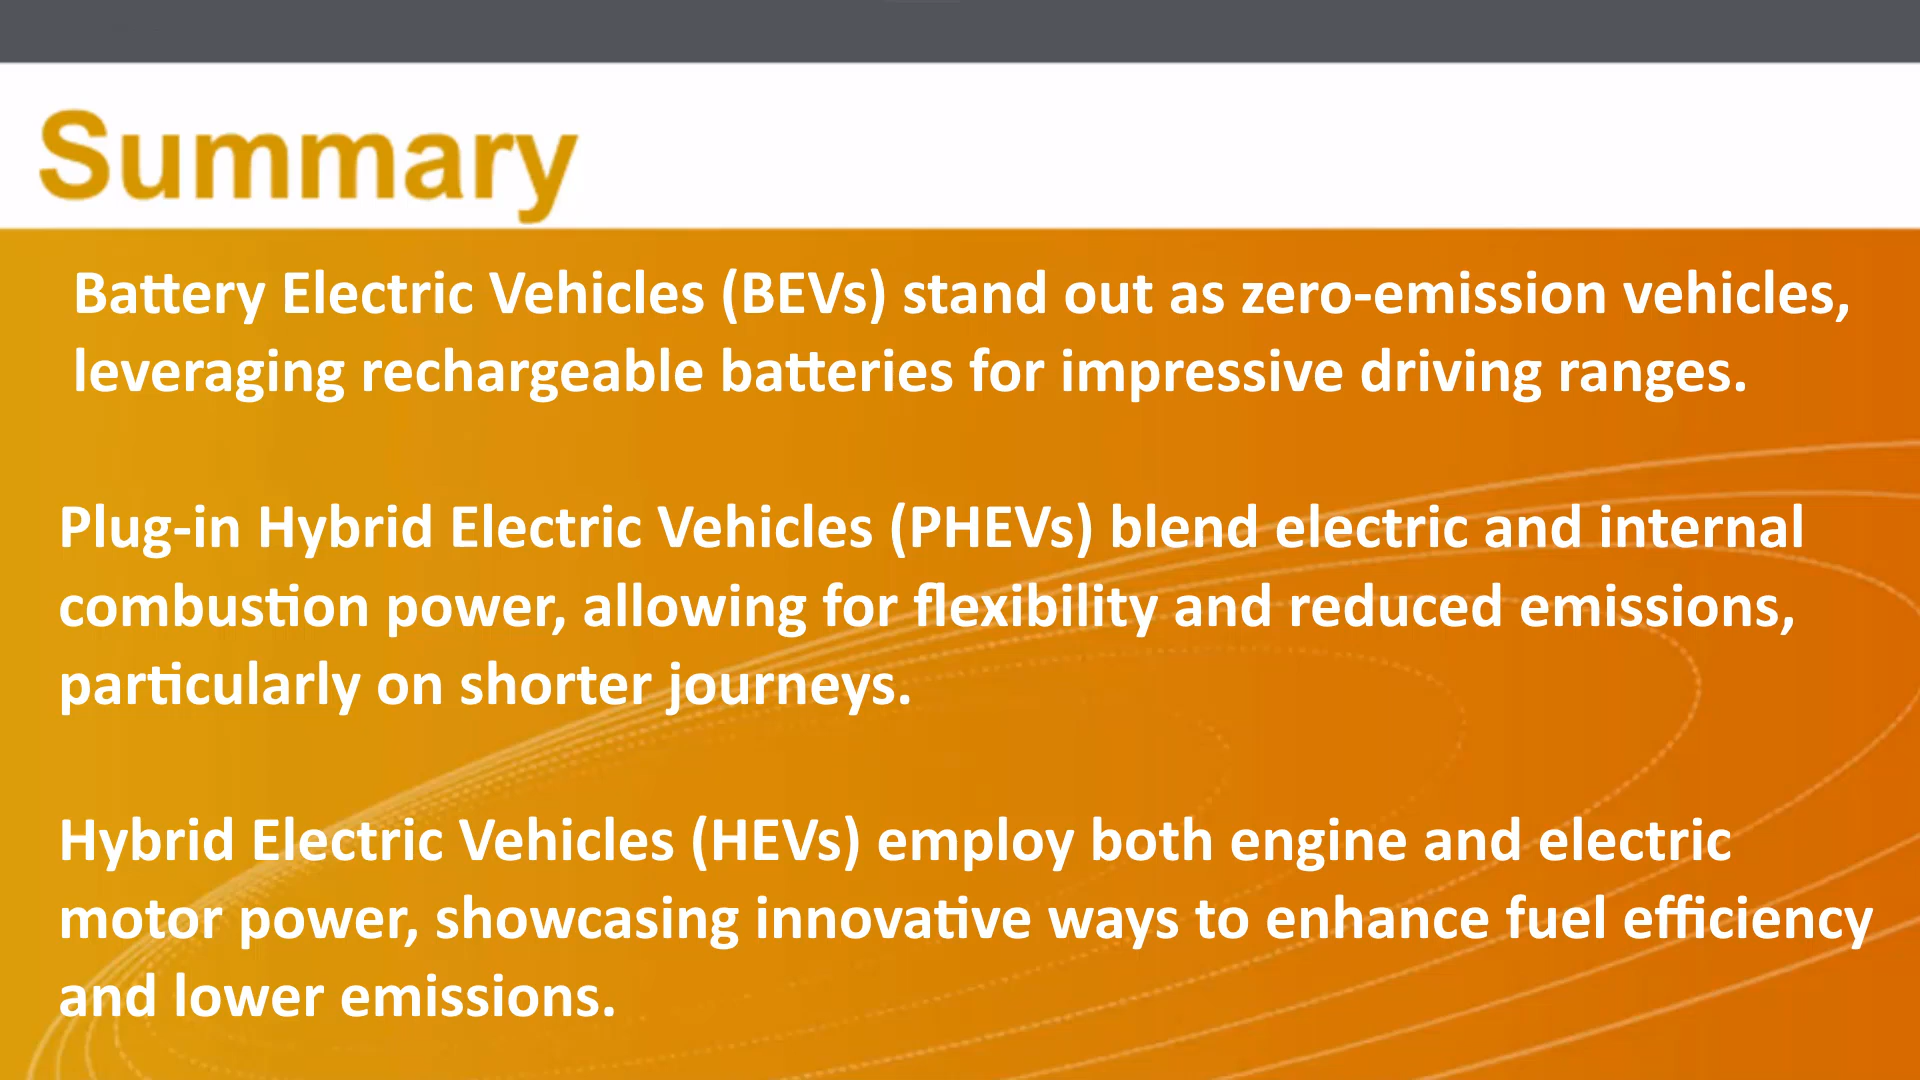 Summary
Battery Electric Vehicles (BEVs) stand out as zero-emission vehicles,
leveraging rechargeable batteries for impressive driving ranges.
Plug-in Hybrid Electric Vehicles (PHEVs) blend electric and internal
combustion power, allowing for flexibility and reduced emissions,
particularly on shorter journeys.
Hybrid Electric Vehicles (HEVs) employ both engine and electric
motor power, showcasing innovative ways to enhance fuel efficiency
and lower emissions.